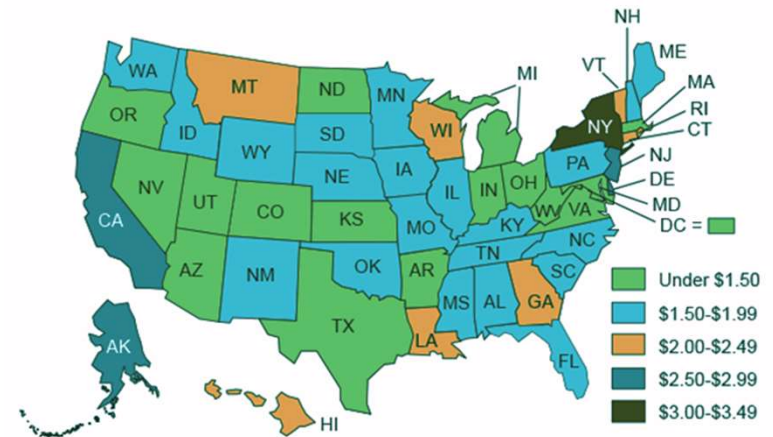 NH
ME
VT
MI
MA
RI
CT
NJ
DE
MD
DC =
WA
MT
ND
MN
OR
ID
WY
SD
WI
NY
PA
NE
IA
IL
IN
OH
NV
UT
CO
KS
MO
KY
WV
VA
CA
AZ
NM
OK
AR
TN
NC
SC
TX
LA
MS
AL
GA
FL
AK
HI
Under $1.50
$1.50-$1.99
$2.00-$2.49
$2.50-$2.99
$3.00-$3.49